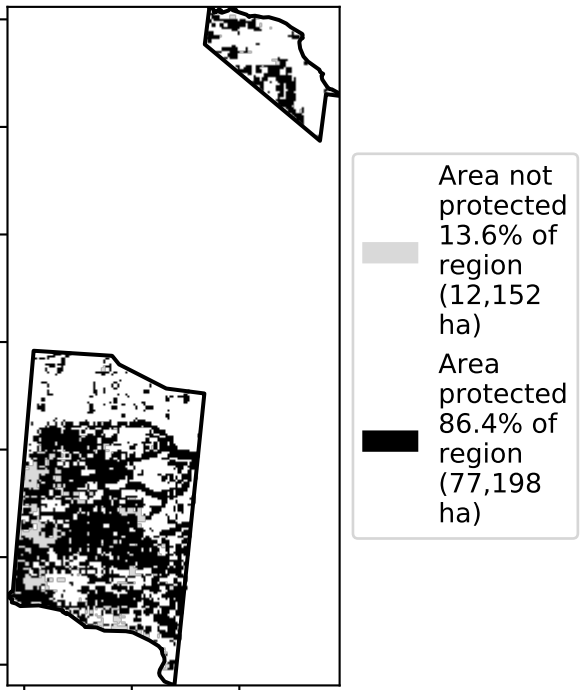 Area not
protected
13.6% of
region
(12,152
ha)
Area
protected
86.4% of
region
(77,198
ha)